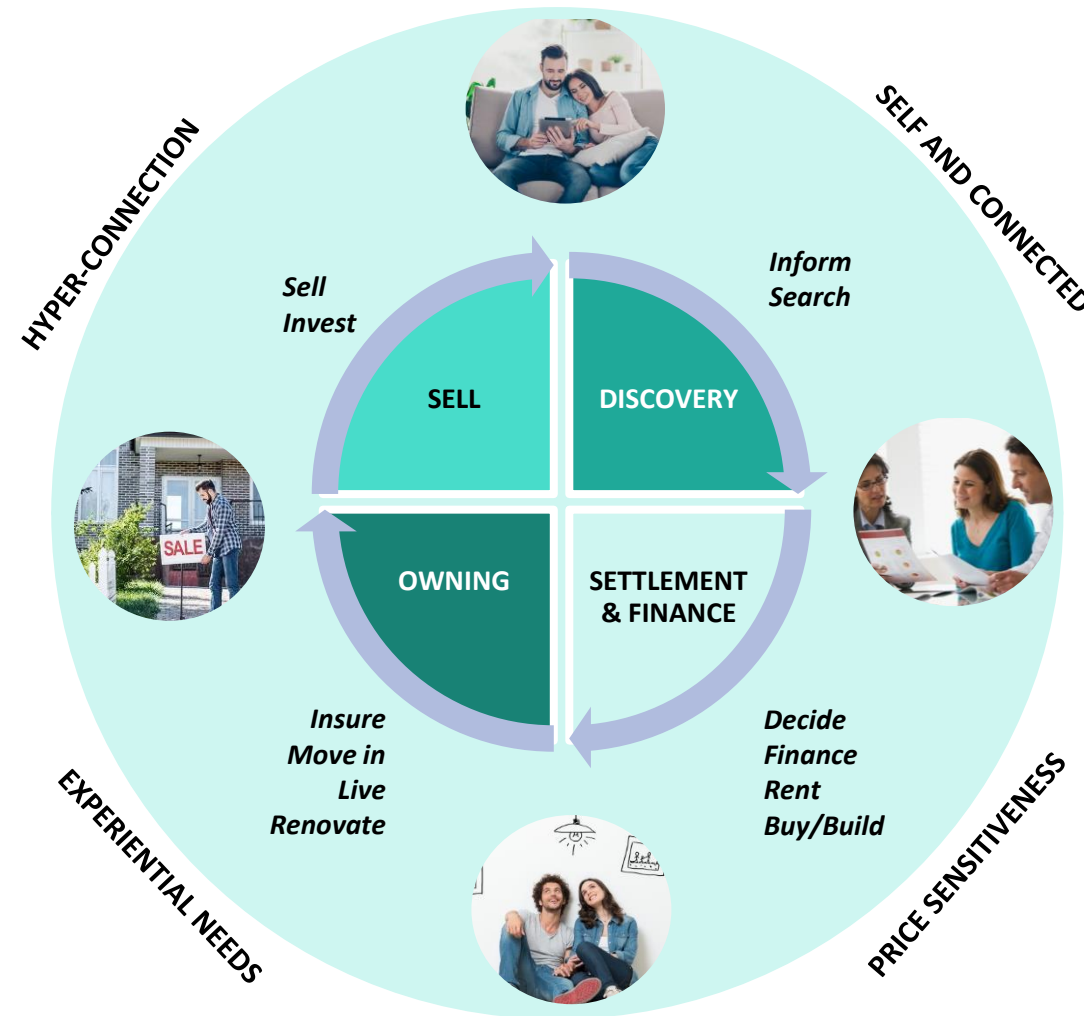 HYPER-CONNECTION
SELF AND CONNECTED
Sell
Invest
Inform
Search
SELL
DISCOVERY
SALE
OWNING
SETTLEMENT
& FINANCE
Insure
Move in
Live
Renovate
Decide
Finance
Rent
Buy/Build
EXPERIENTIAL NEEDS
PRICE SENSITIVENESS